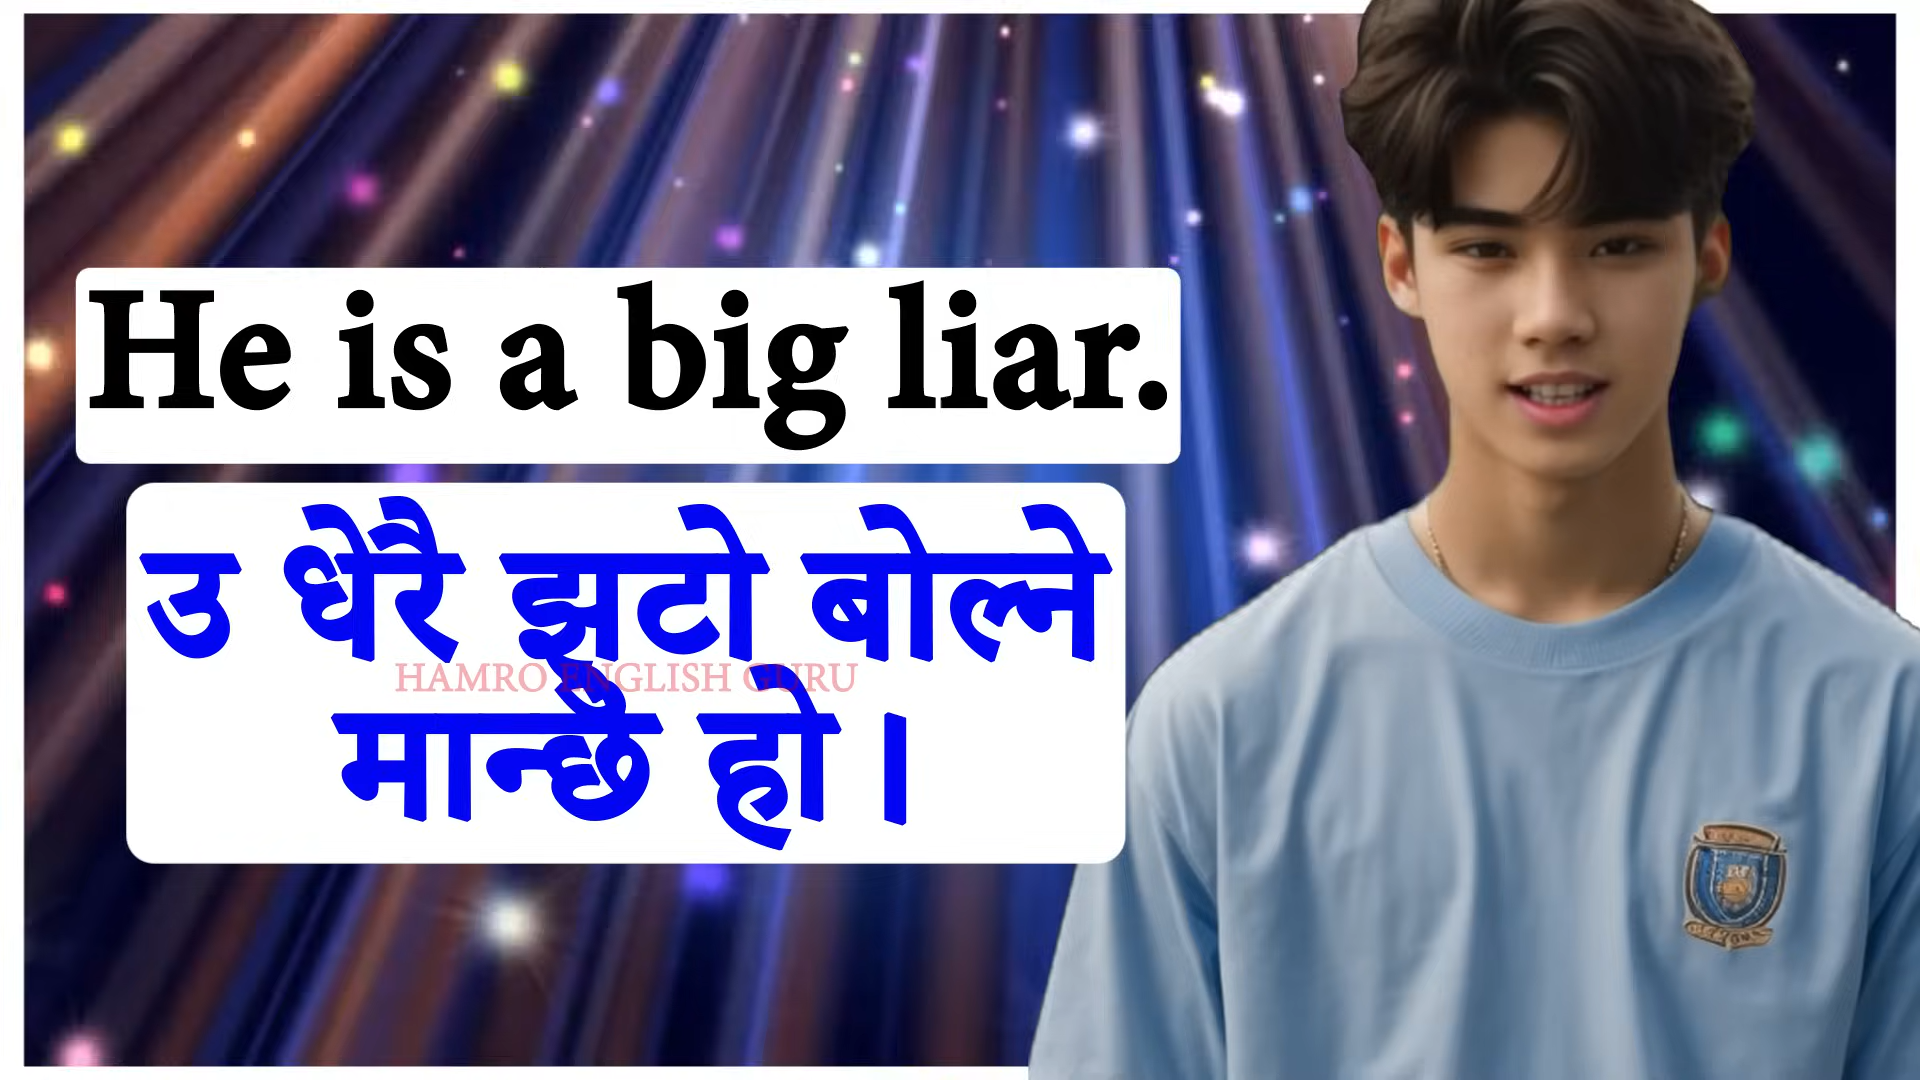 He is a big liar.
उ धेरै झुटो बोल्ने
HAMRO ENGLISH GURU
मान्छे हो ।